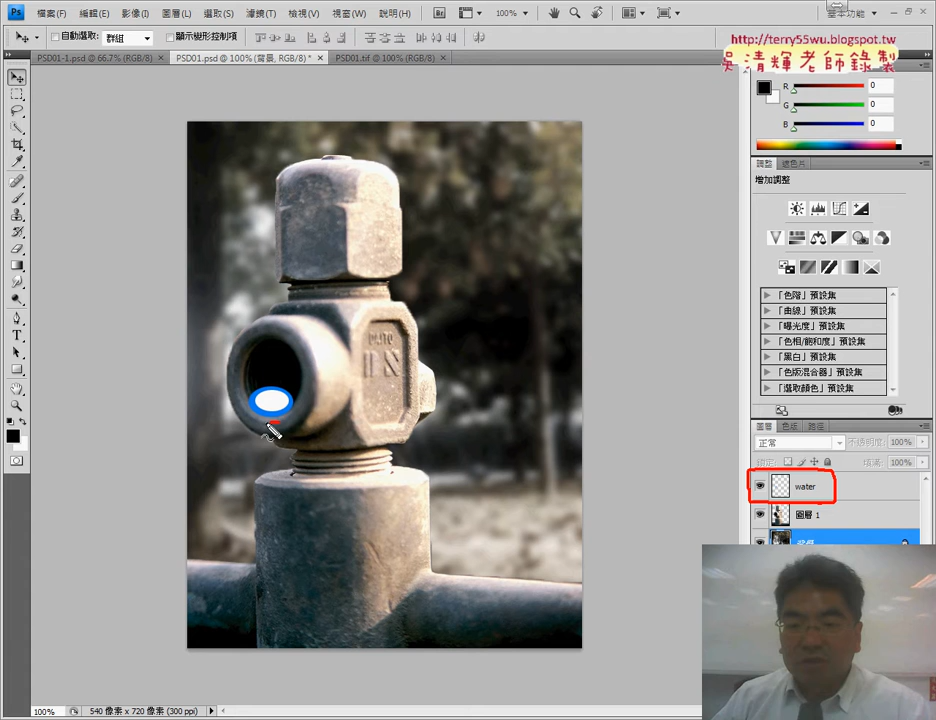 Ps 檔案(F) 編輯(E) 影像(I) 圖層(L) 選取(S) 濾鏡(T) 檢視(V) 視窗(W) 說明(H) Br 100% 基本功能
自動選取: 群組 顯示變形控制項
http://terry55wu.blogspot.tw
吳清輝老師錄製
PSD01-1.psd @ 66.7%(RGB/8) PSD01.psd @ 100% (背景, RGB/8) * PSD01.tif @ 100% (RGB/8)
R 0
G 0
B 0
調整 遮色片
增加調整
「色階」預設集
「曲線」預設集
「曝光度」預設集
「色相/飽和度」預設集
「黑白」預設集
「色版混合器」預設集
「選取顏色」預設集
圖層 色版 路徑
正常 不透明度: 100%
鎖定: 填滿: 100%
water
圖層 1
100% 540 像素 x 720 像素 (300 ppi)